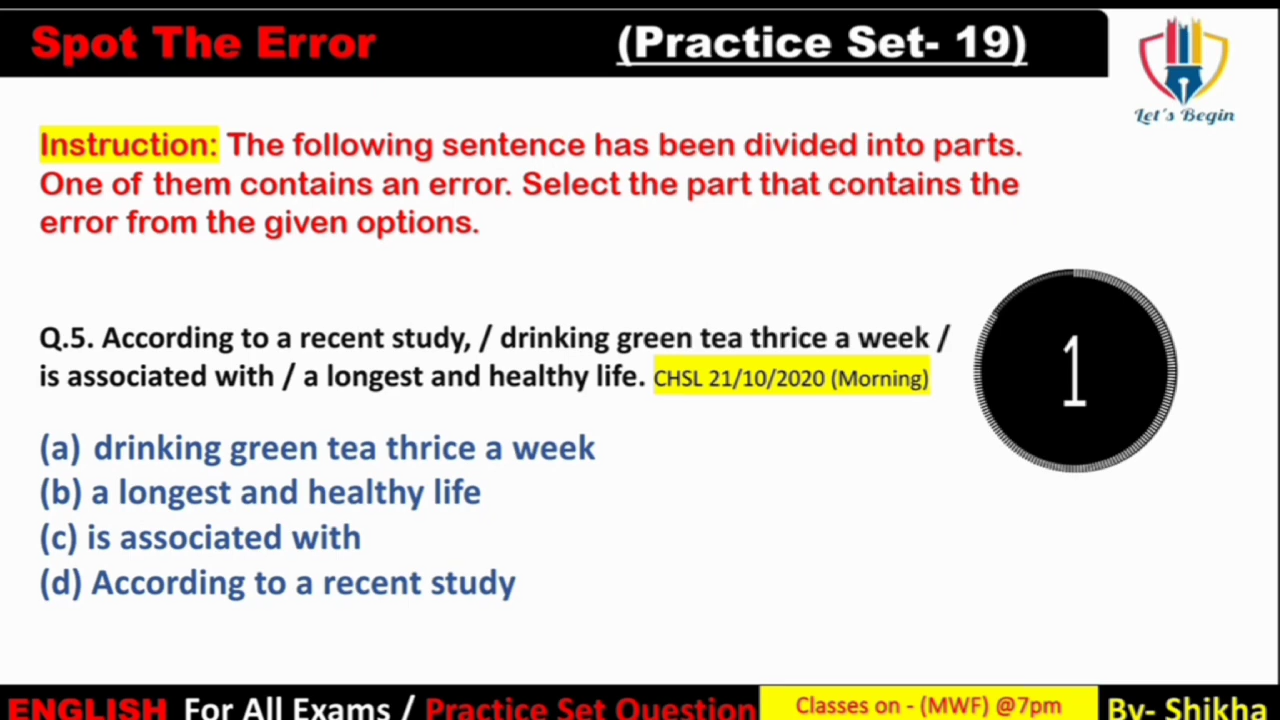 Spot The Error
(Practice Set- 19)
Let's Begin
Instruction: The following sentence has been divided into parts.
One of them contains an error. Select the part that contains the
error from the given options.
Q.5. According to a recent study, / drinking green tea thrice a week /
is associated with / a longest and healthy life. CHSL 21/10/2020 (Morning)
1
(a) drinking green tea thrice a week
(b) a longest and healthy life
(c) is associated with
(d) According to a recent study
ENGLISH For All Exams / Practice Set Question
Classes on - (MWF) @7pm
By- Shikha